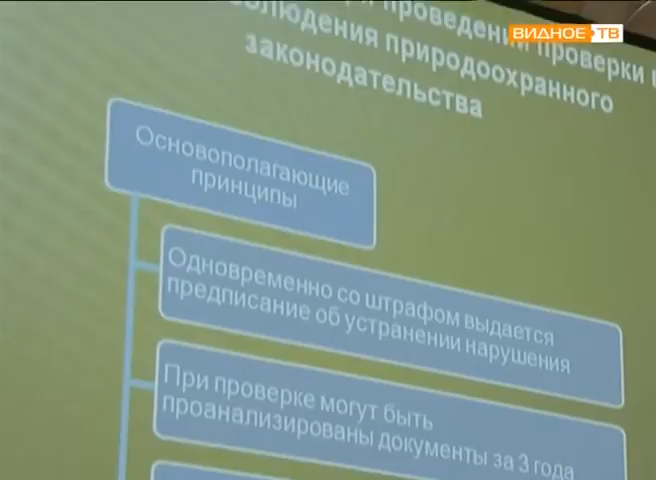 проведении проверки
соблюдения природоохранного
законодательства
ВИДНОЕ ТВ
Основополагающие
принципы
Одновременно со штрафом выдается
предписание об устранении нарушения
При проверке могут быть
проанализированы документы за 3 года